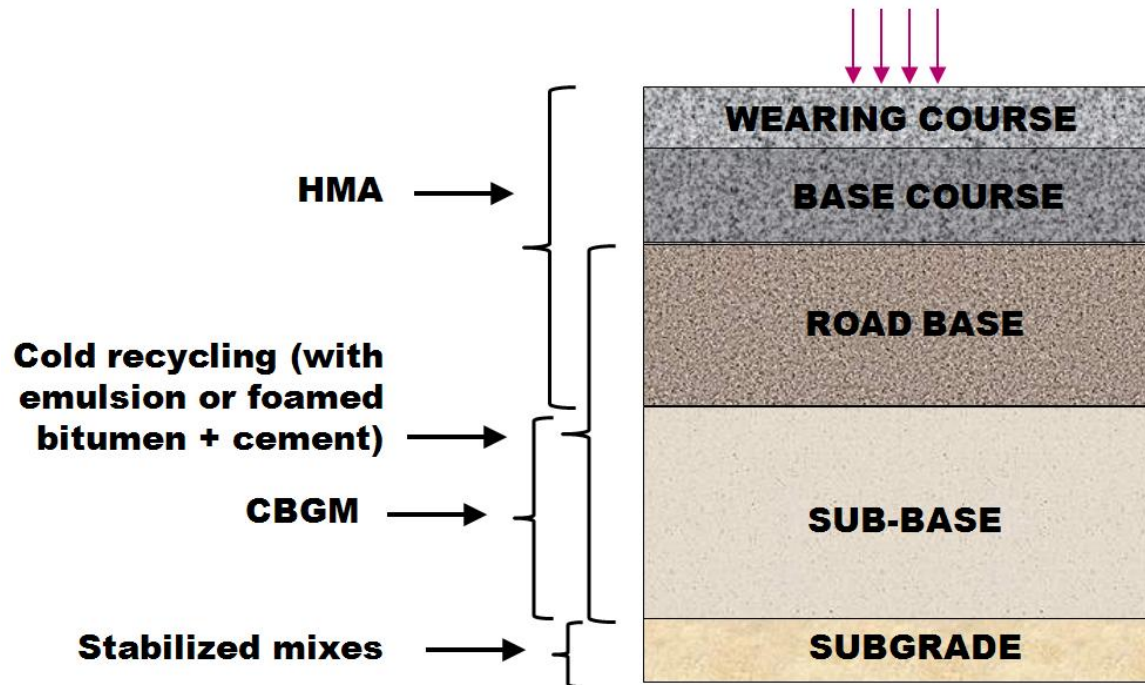 WEARING COURSE
HMA
BASE COURSE
ROAD BASE
Cold recycling (with
emulsion or foamed
bitumen + cement)
CBGM
SUB-BASE
Stabilized mixes
SUBGRADE